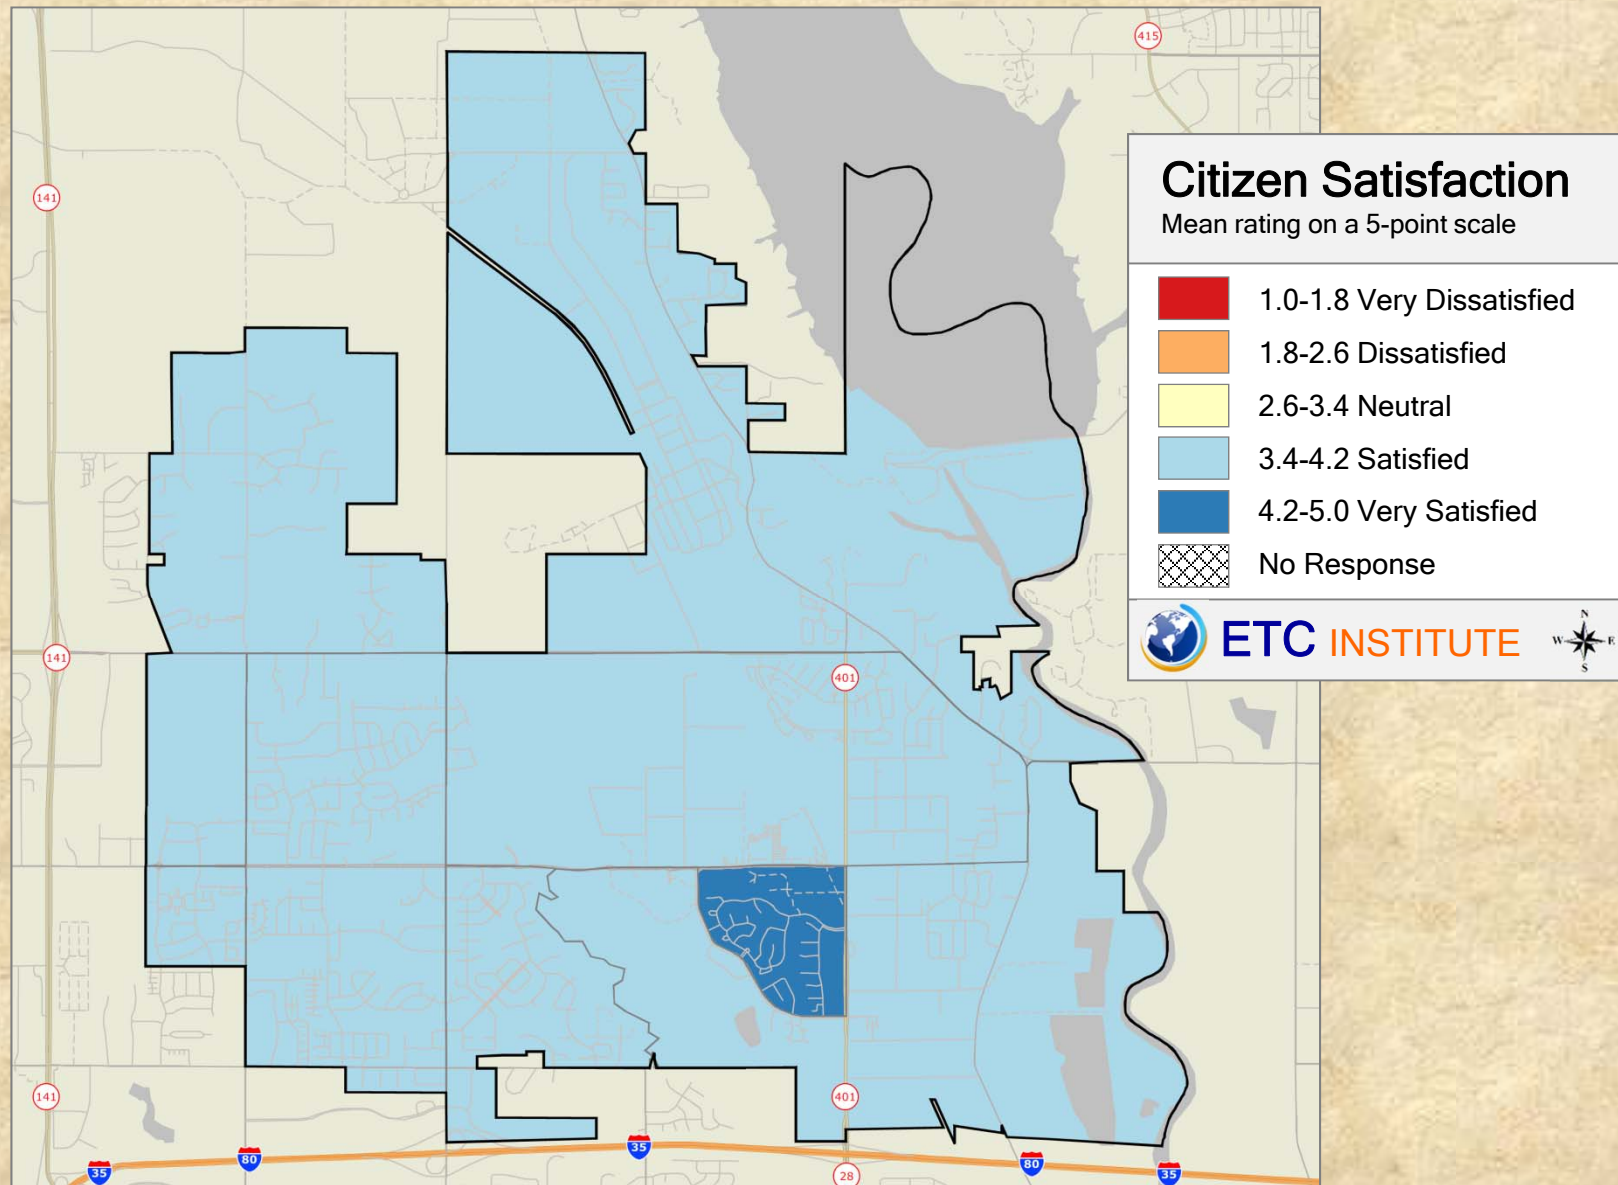 415
141
Citizen Satisfaction
Mean rating on a 5-point scale
1.0-1.8 Very Dissatisfied
1.8-2.6 Dissatisfied
2.6-3.4 Neutral
3.4-4.2 Satisfied
4.2-5.0 Very Satisfied
No Response
ETC INSTITUTE
N
W E
S
141
401
141
401
35
80
35
80
35
28